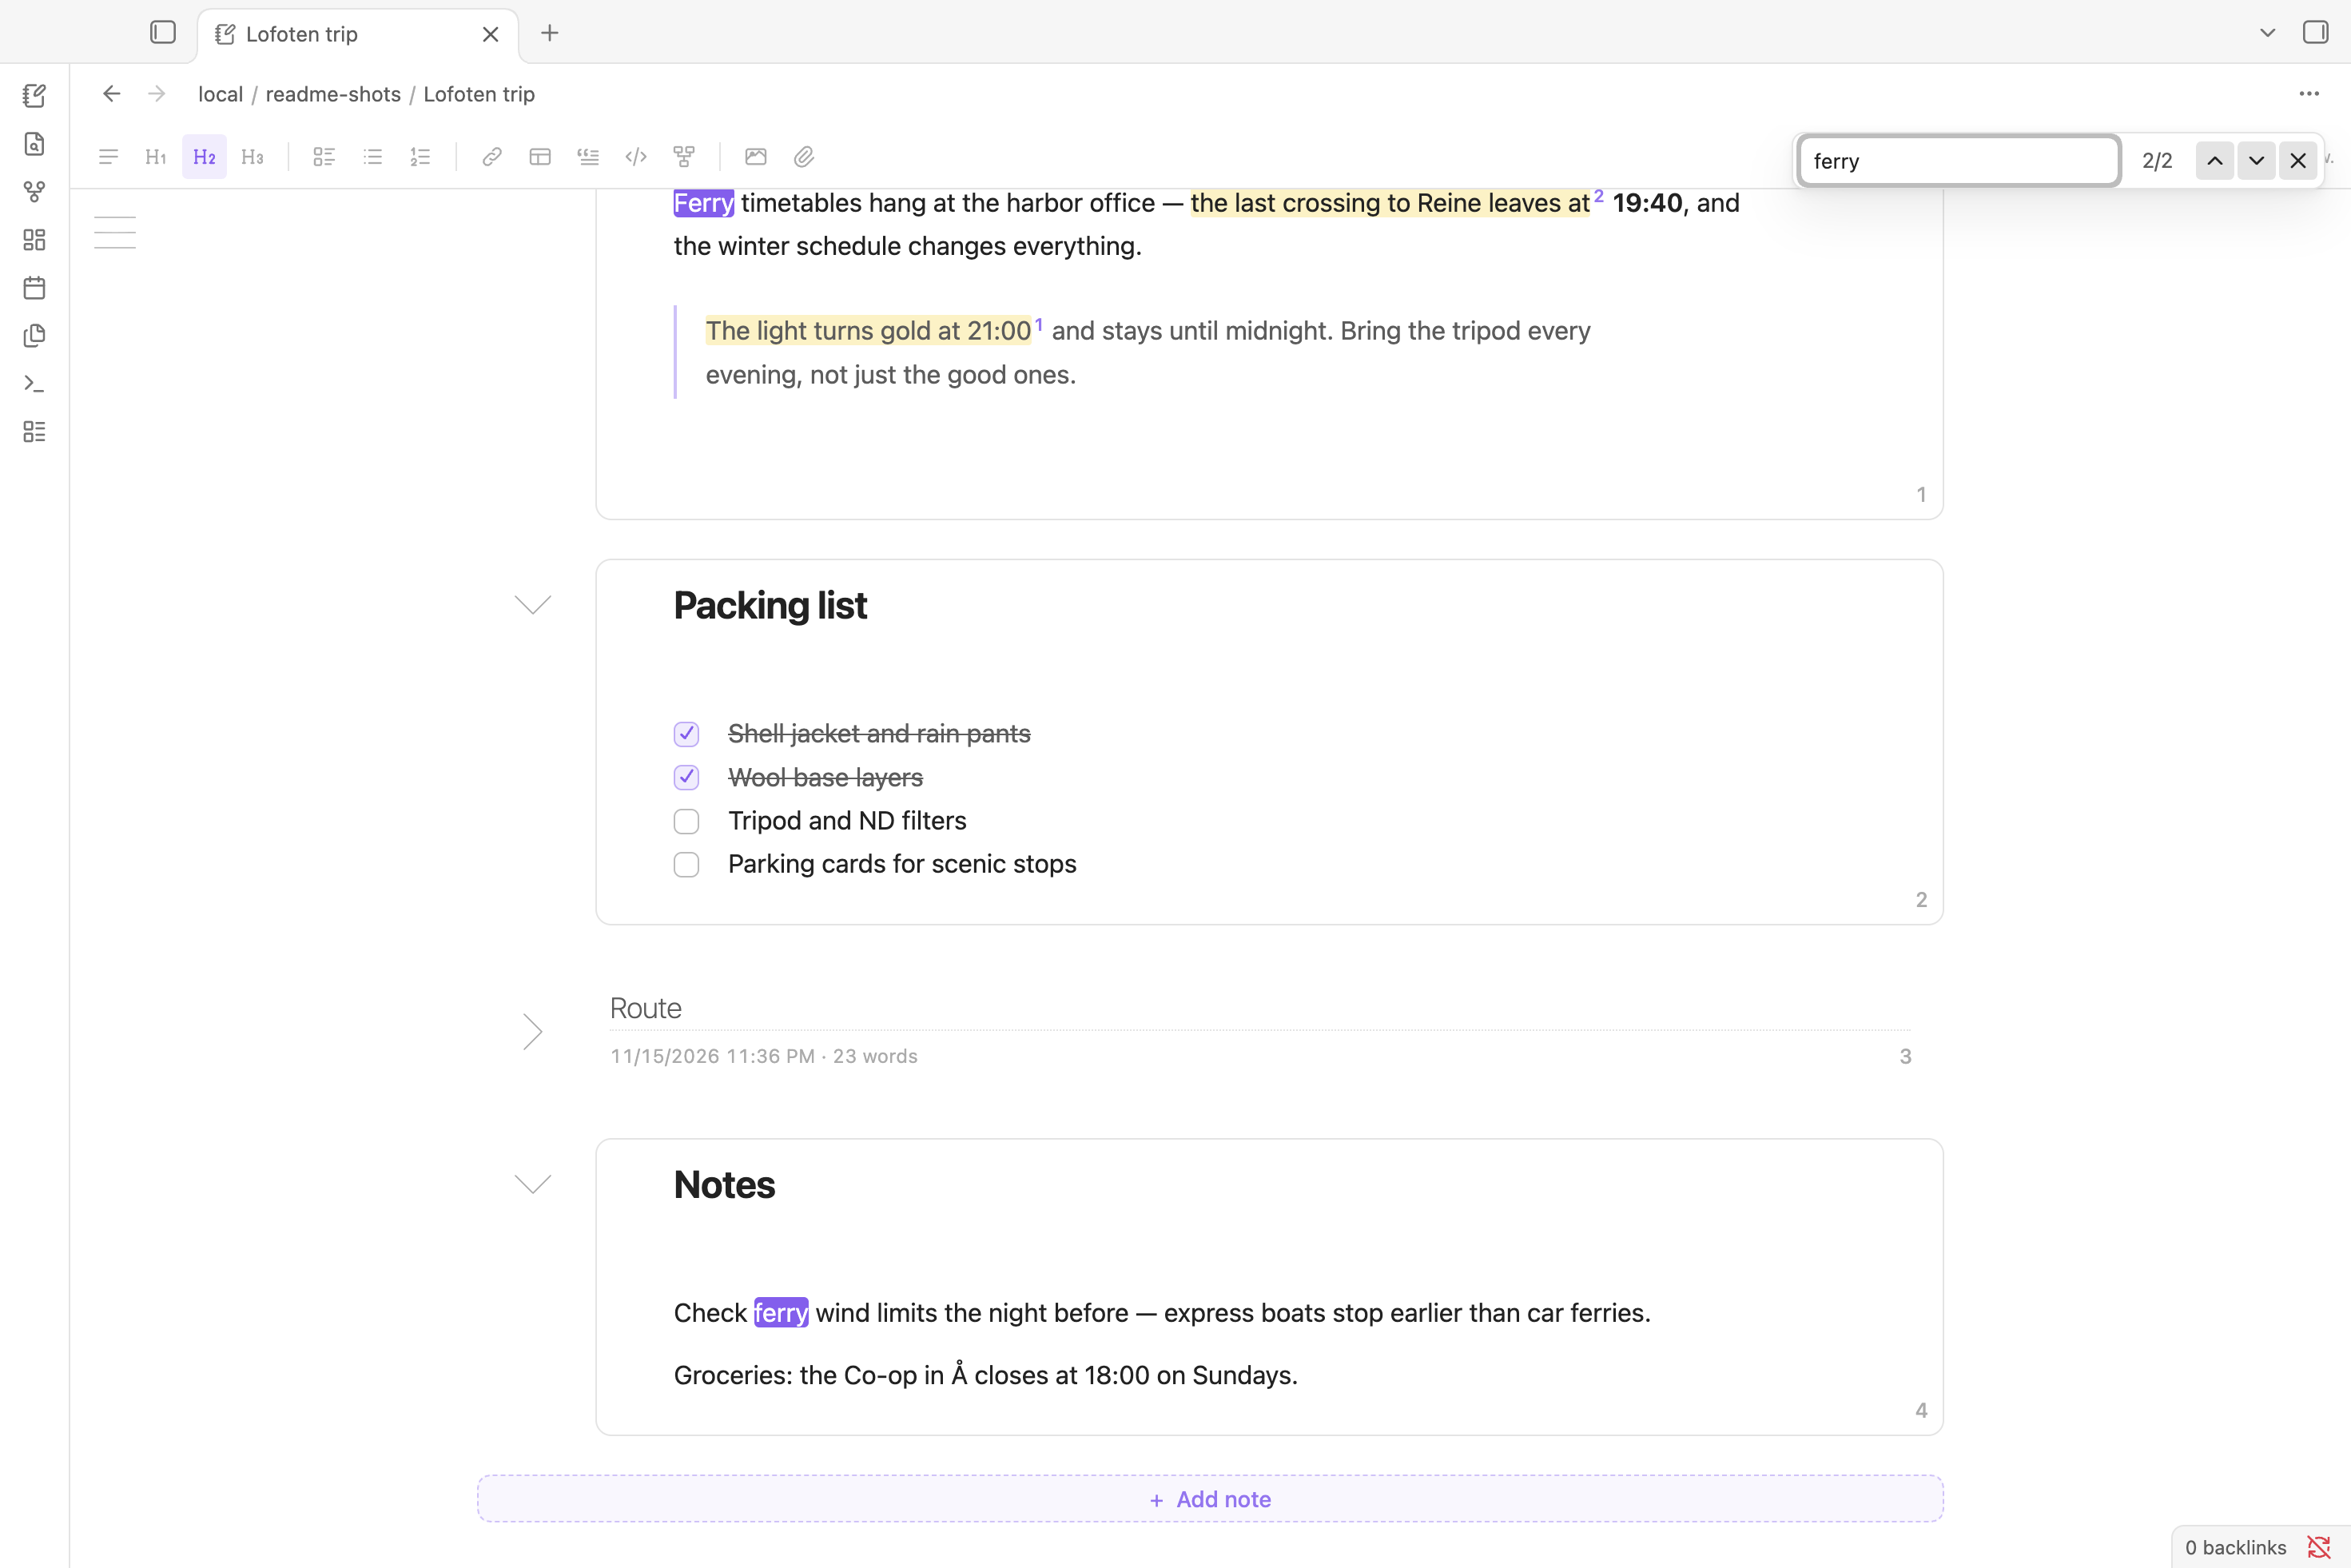 Lofoten trip
local / readme-shots / Lofoten trip
H1 H2 H3
ferry 2/2
Ferry timetables hang at the harbor office — the last crossing to Reine leaves at2 19:40, and
the winter schedule changes everything.
The light turns gold at 21:001 and stays until midnight. Bring the tripod every
evening, not just the good ones.
1
Packing list
Shell jacket and rain pants
Wool base layers
Tripod and ND filters
Parking cards for scenic stops
2
Route
11/15/2026 11:36 PM · 23 words
3
Notes
Check ferry wind limits the night before — express boats stop earlier than car ferries.
Groceries: the Co-op in Å closes at 18:00 on Sundays.
4
+ Add note
0 backlinks